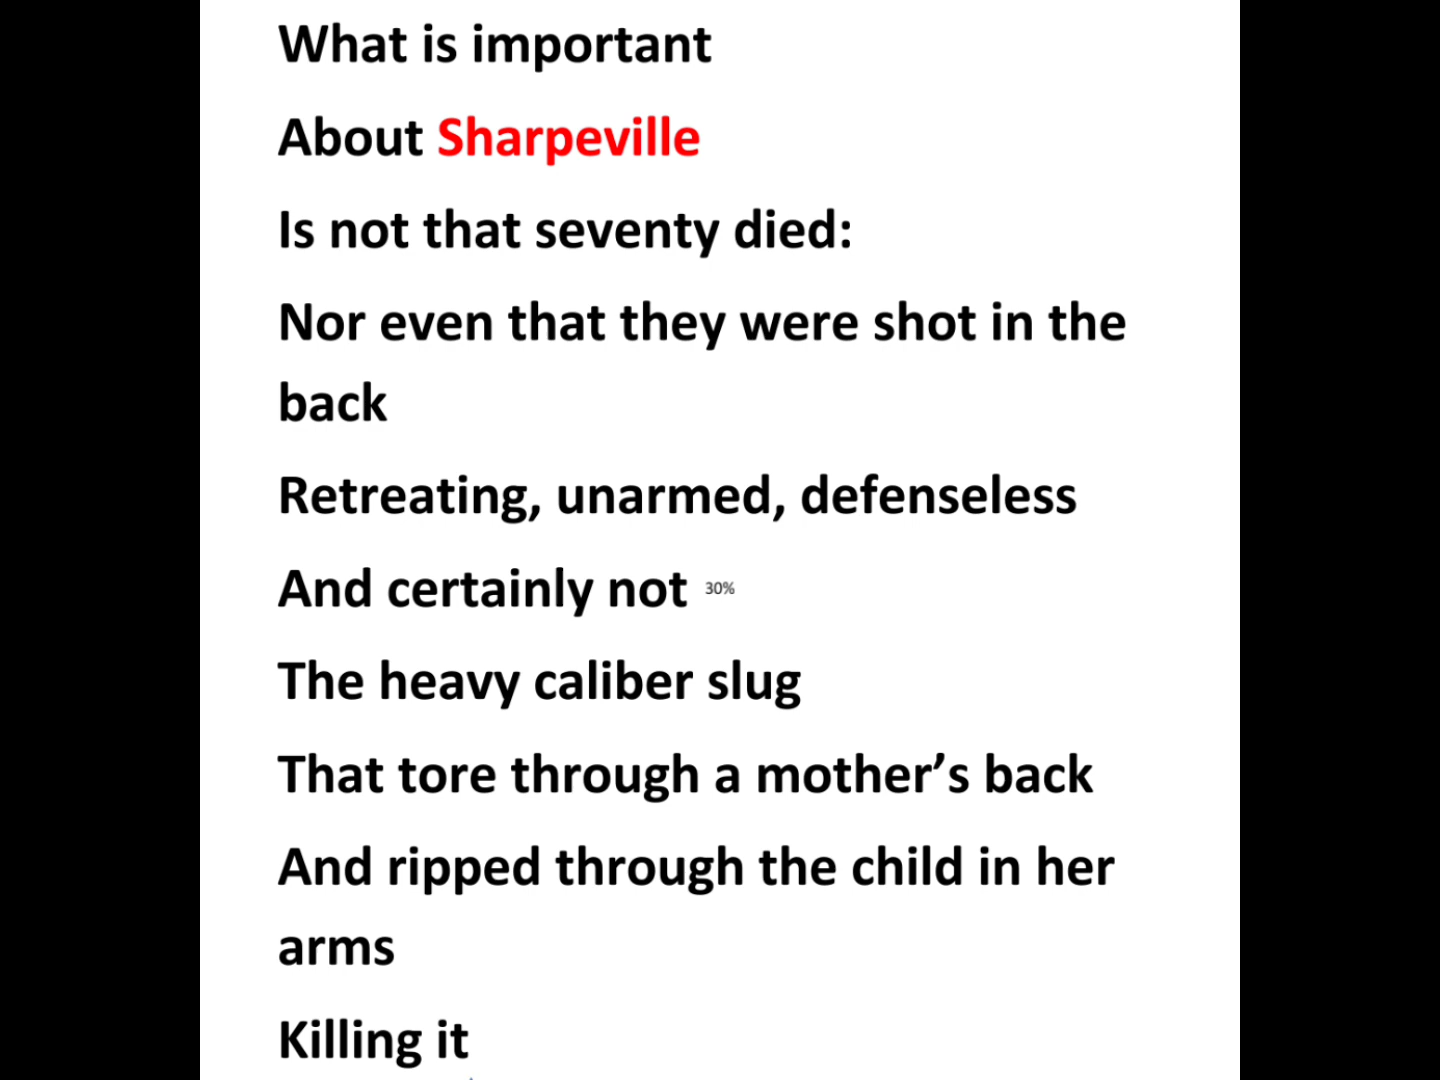 What is important
About Sharpeville
Is not that seventy died:
Nor even that they were shot in the
back
Retreating, unarmed, defenseless
And certainly not 30%
The heavy caliber slug
That tore through a mother’s back
And ripped through the child in her
arms
Killing it